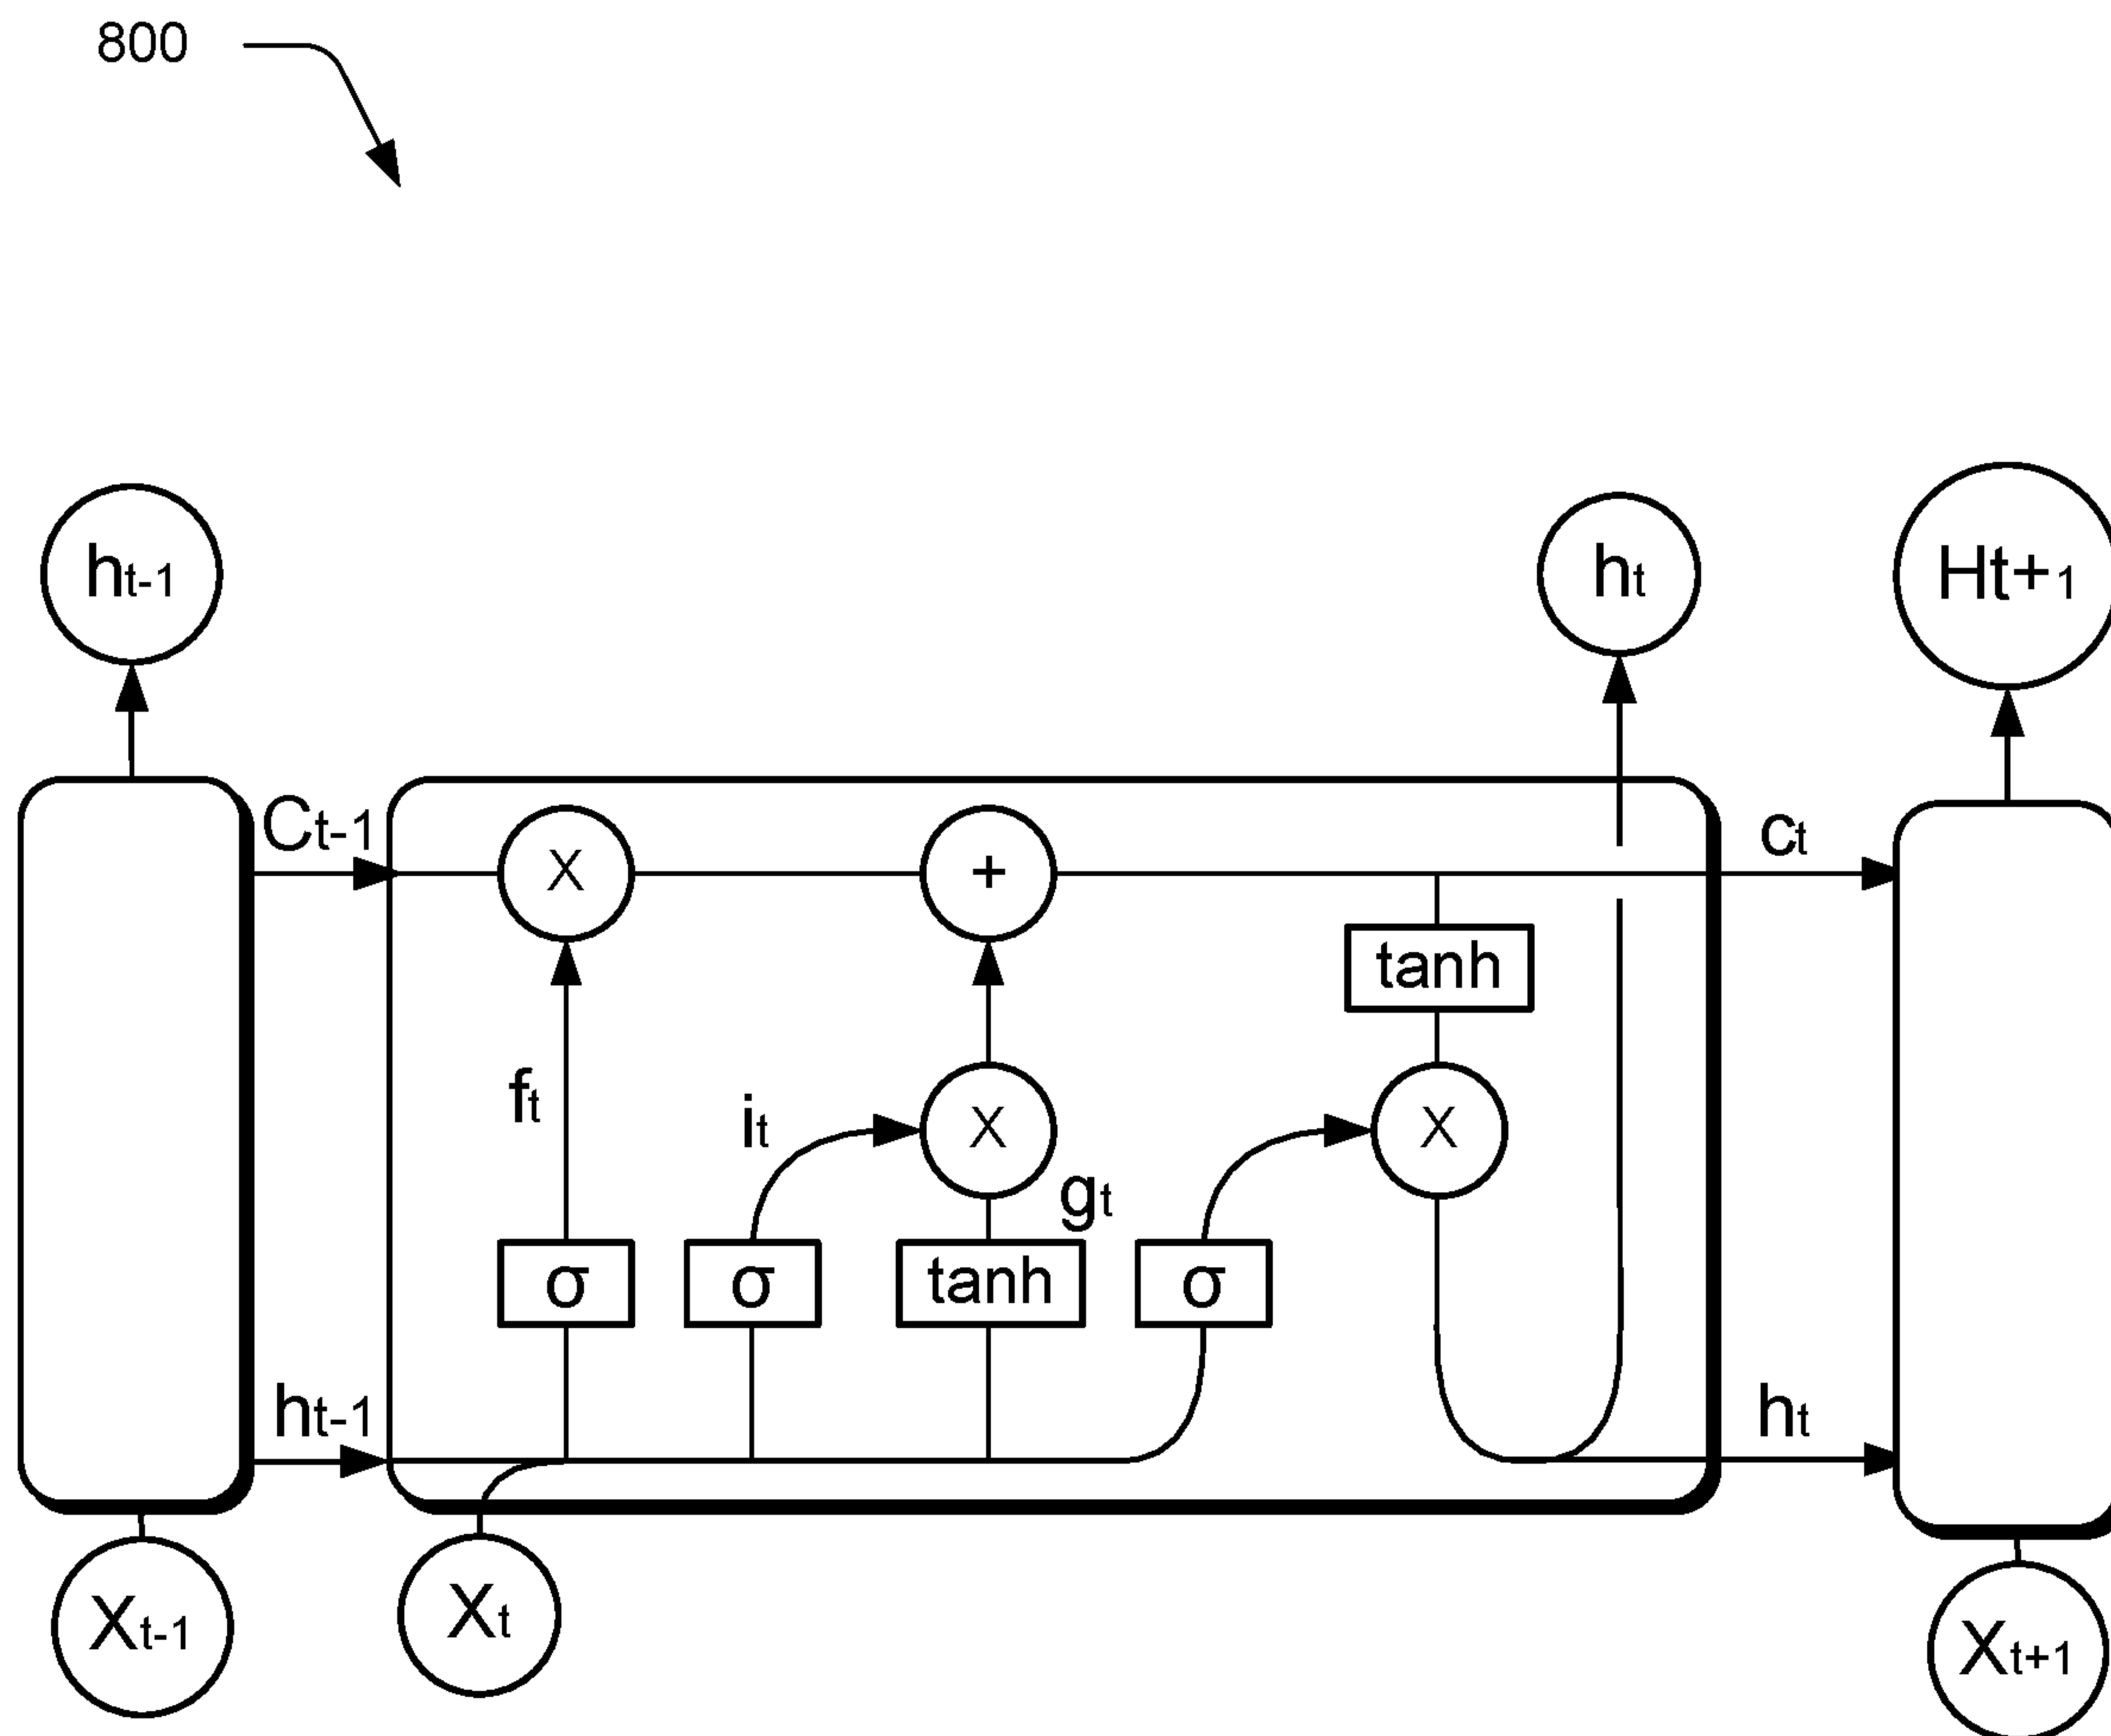 800
ht-1
ht
Ht+1
Ct-1
X
+
ct
tanh
ft
it
X
X
gt
σ
σ
tanh
σ
ht-1
ht
Xt-1
Xt
Xt+1